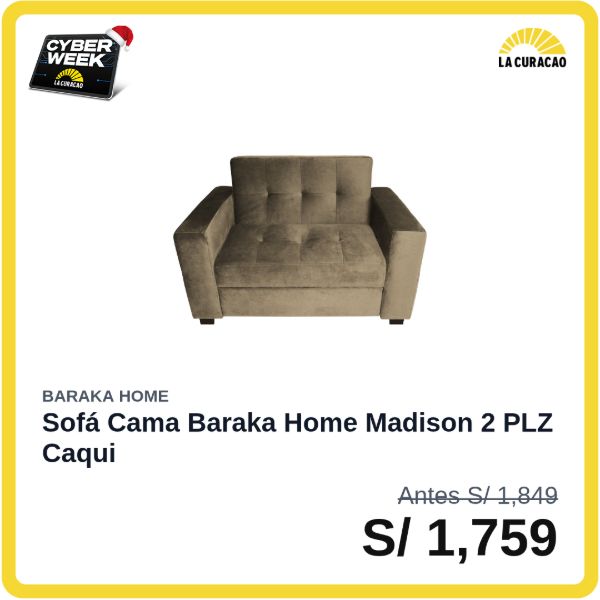 CYBER
WEEK
LA CURACAO
LA CURACAO
BARAKA HOME
Sofá Cama Baraka Home Madison 2 PLZ
Caqui
Antes S/ 1,849
S/ 1,759